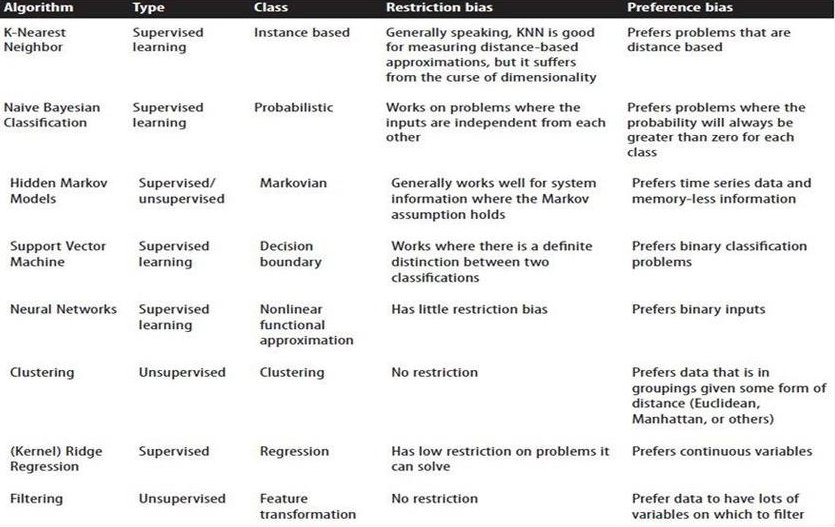 Algorithm Type Class Restriction bias Preference bias
K-Nearest Supervised Instance based Generally speaking, KNN is good Prefers problems that are
Neighbor learning for measuring distance-based distance based
approximations, but it suffers
from the curse of dimensionality
Naive Bayesian Supervised Probabilistic Works on problems where the Prefers problems where the
Classification learning inputs are independent from each probability will always be
other greater than zero for each
class
Hidden Markov Supervised/ Markovian Generally works well for system Prefers time series data and
Models unsupervised information where the Markov memory-less information
assumption holds
Support Vector Supervised Decision Works where there is a definite Prefers binary classification
Machine learning boundary distinction between two problems
classifications
Neural Networks Supervised Nonlinear Has little restriction bias Prefers binary inputs
learning functional
approximation
Clustering Unsupervised Clustering No restriction Prefers data that is in
groupings given some form of
distance (Euclidean,
Manhattan, or others)
(Kernel) Ridge Supervised Regression Has low restriction on problems it Prefers continuous variables
Regression can solve
Filtering Unsupervised Feature No restriction Prefer data to have lots of
transformation variables on which to filter